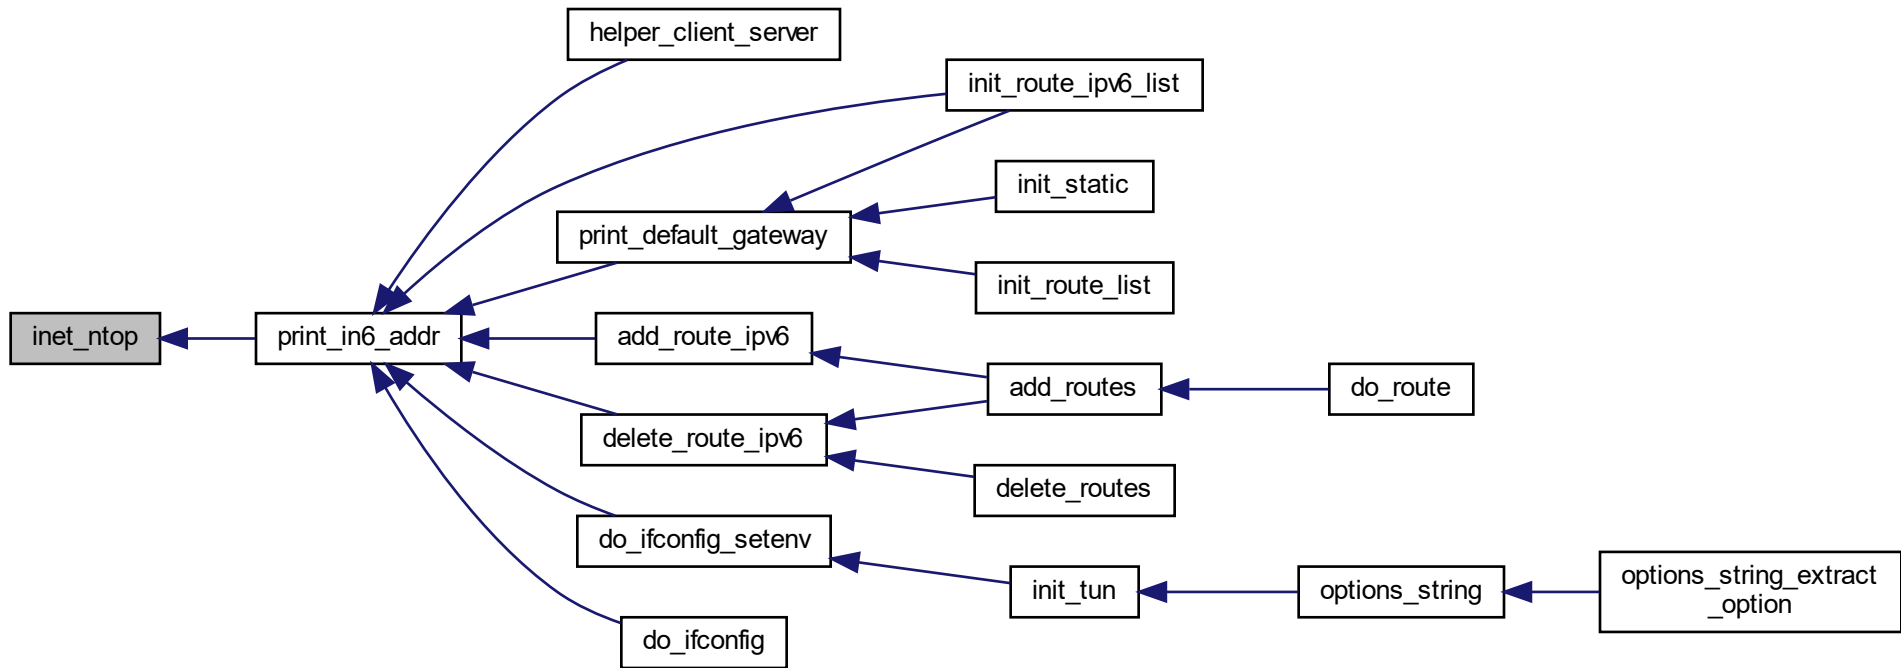 helper_client_server
init_route_ipv6_list
init_static
print_default_gateway
init_route_list
inet_ntop
print_in6_addr
add_route_ipv6
add_routes
do_route
delete_route_ipv6
delete_routes
do_ifconfig_setenv
init_tun
options_string
options_string_extract
_option
do_ifconfig